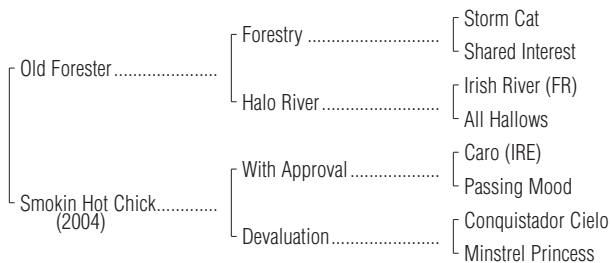 Storm Cat
Forestry ..............................
Shared Interest
Old Forester.......................
Irish River (FR)
Halo River...........................
All Hallows
Caro (IRE)
With Approval.....................
Passing Mood
Smokin Hot Chick.............
(2004)
Conquistador Cielo
Devaluation.........................
Minstrel Princess